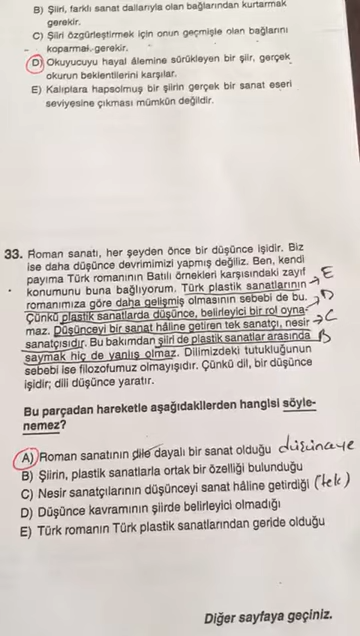 B) Şiiri, farklı sanat dallarıyla olan bağlarından kurtarmak
gerekir.
C) Şiiri özgürleştirmek için onun geçmişle olan bağlarını
koparmak gerekir.
D) Okuyucuyu hayal âlemine sürükleyen bir şiir, gerçek
okurun beklentilerini karşılar.
E) Kalıplara hapsolmuş bir şiirin gerçek bir sanat eseri
seviyesine çıkması mümkün değildir.
33. Roman sanatı, her şeyden önce bir düşünce işidir. Biz
ise daha düşünce devrimimizi yapmış değiliz. Ben, kendi
payıma Türk romanının Batılı örnekleri karşısındaki zayıf
konumunu buna bağlıyorum. Türk plastik sanatlarının → E
romanımıza göre daha gelişmiş olmasının sebebi de bu. → D
Çünkü plastik sanatlarda düşünce, belirleyici bir rol oyna-
maz. Düşünceyi bir sanat hâline getiren tek sanatçı, nesir → C
sanatçısıdır. Bu bakımdan şiiri de plastik sanatlar arasında B
saymak hiç de yanlış olmaz. Dilimizdeki tutukluğunun
sebebi ise filozofumuz olmayışıdır. Çünkü dil, bir düşünce
işidir; dili düşünce yaratır.
Bu parçadan hareketle aşağıdakilerden hangisi söyle-
nemez?
A) Roman sanatının dile dayalı bir sanat olduğu düşünceye
B) Şiirin, plastik sanatlarla ortak bir özelliği bulunduğu
C) Nesir sanatçılarının düşünceyi sanat hâline getirdiği (tek)
D) Düşünce kavramının şiirde belirleyici olmadığı
E) Türk romanın Türk plastik sanatlarından geride olduğu
Diğer sayfaya geçiniz.